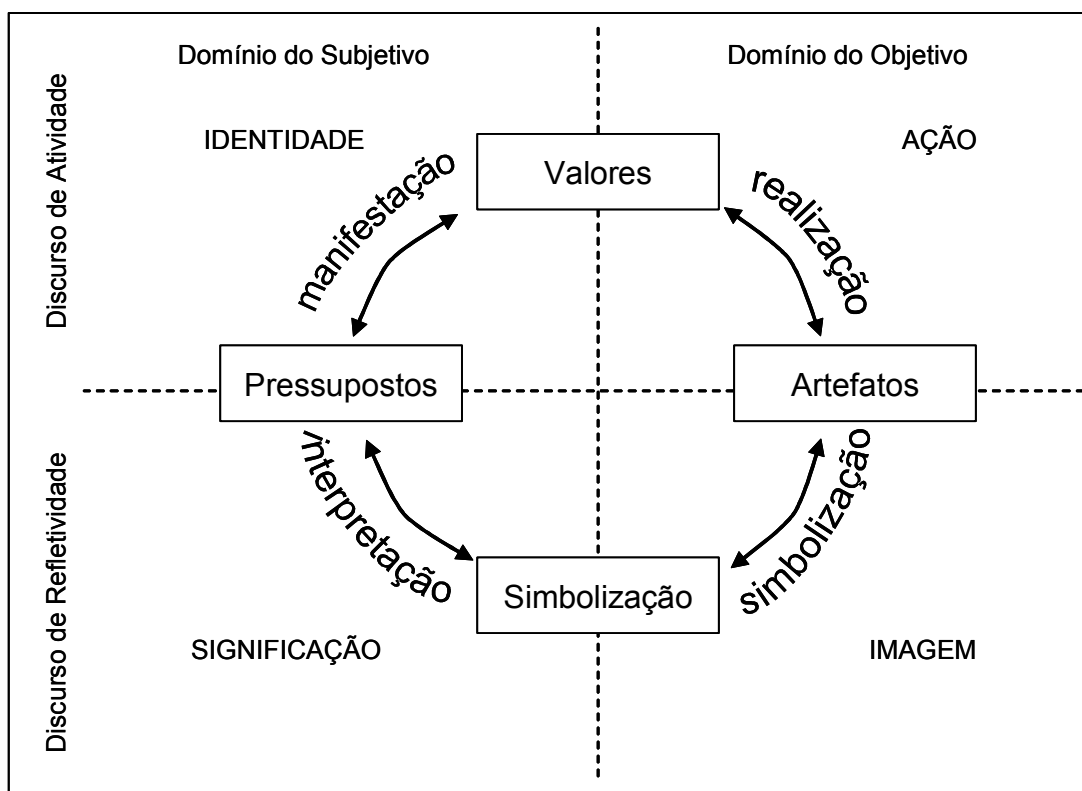 Domínio do Subjetivo
Domínio do Objetivo
Discurso de Atividade
IDENTIDADE
AÇÃO
manifestação
Valores
realização
Pressupostos
Artefatos
Discurso de Refletividade
interpretação
Simbolização
simbolização
SIGNIFICAÇÃO
IMAGEM